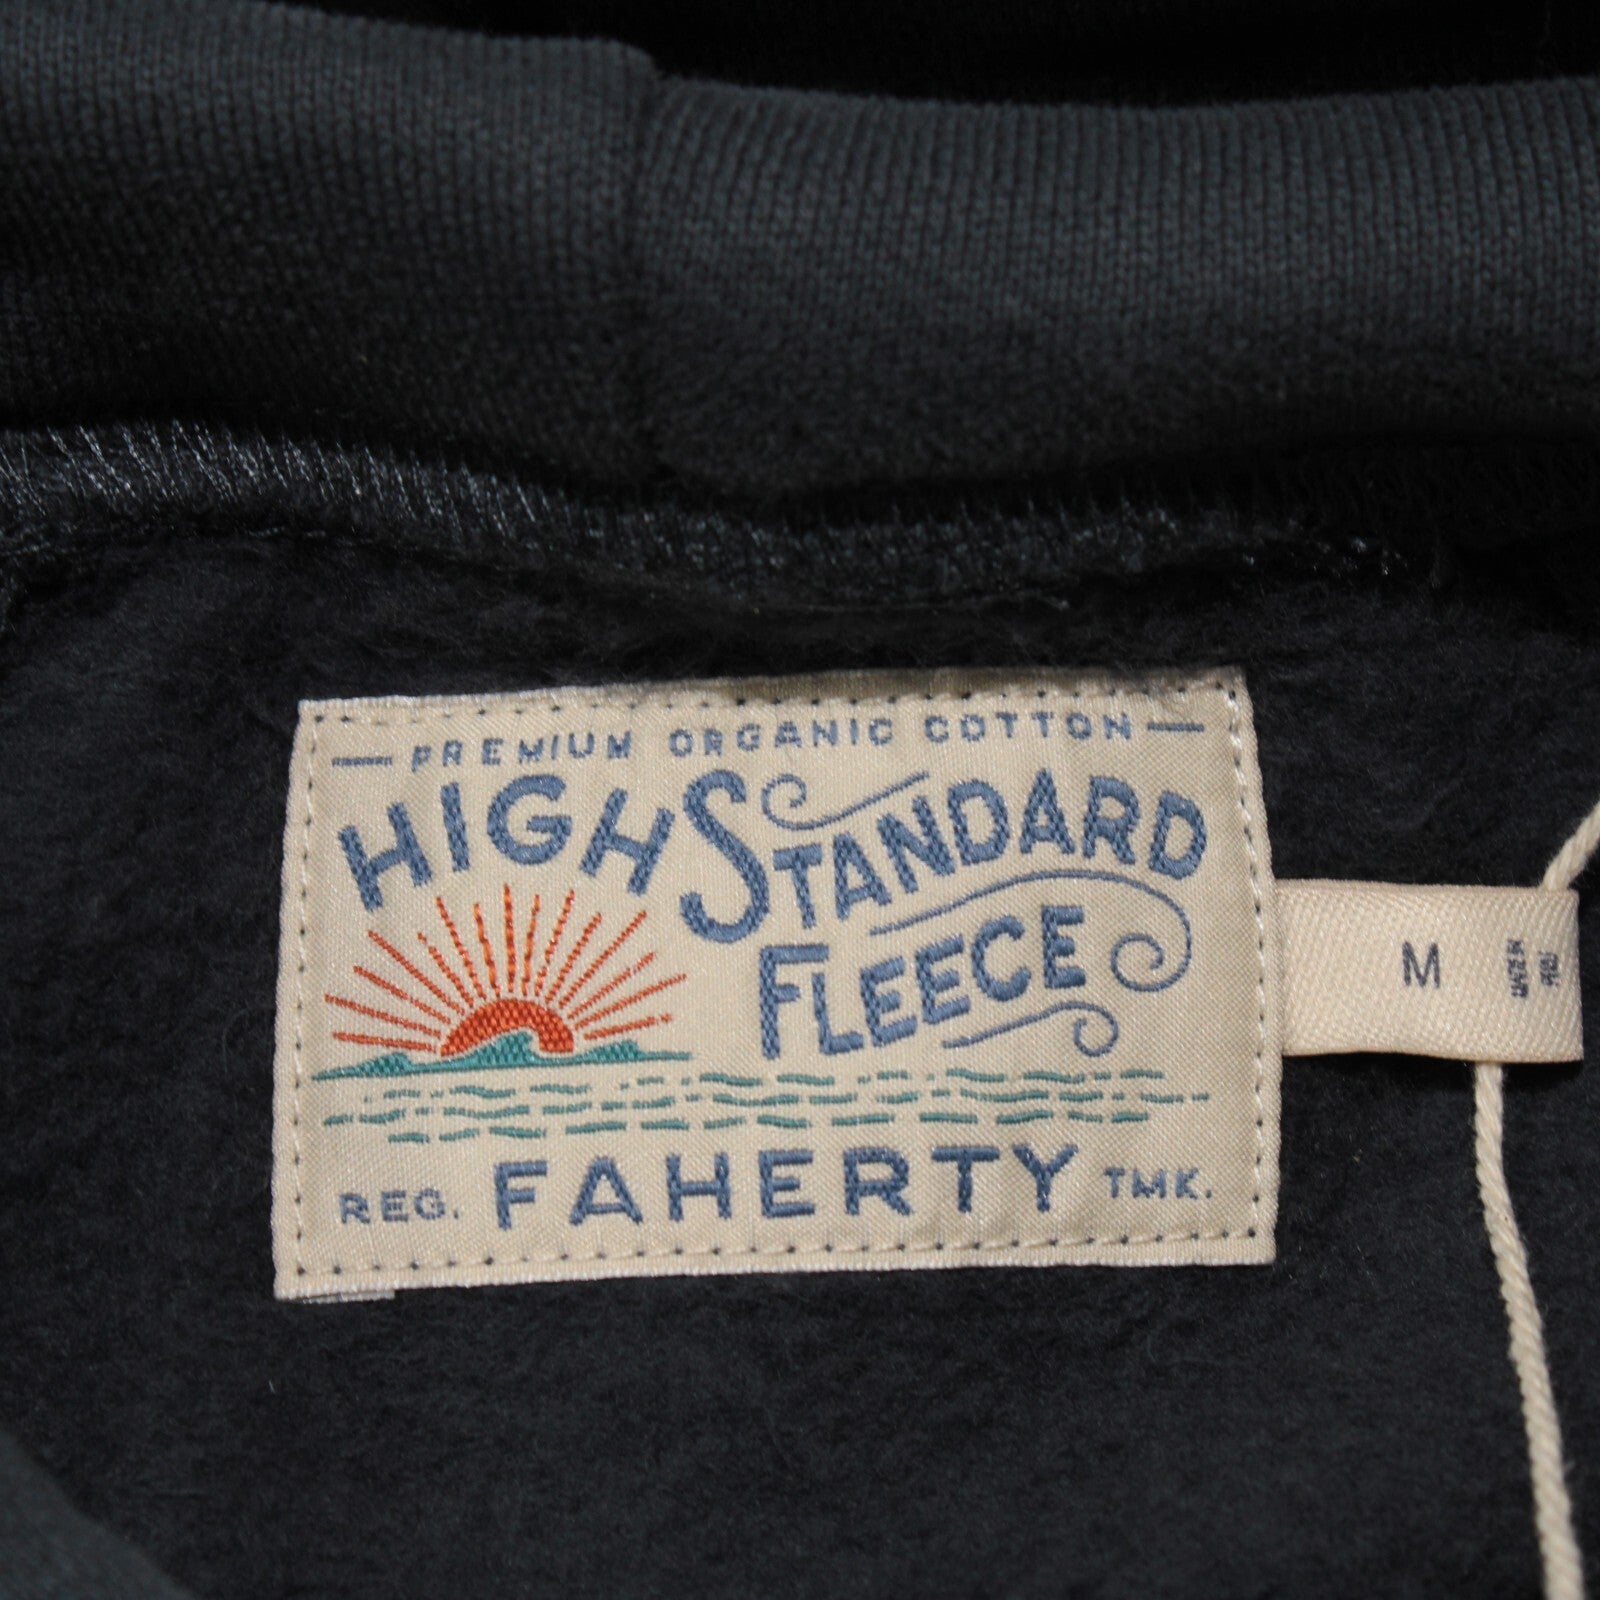 PREMIUM ORGANIC COTTON
HIGH STANDARD
FLEECE
REG. FAHERTY TMK.
M